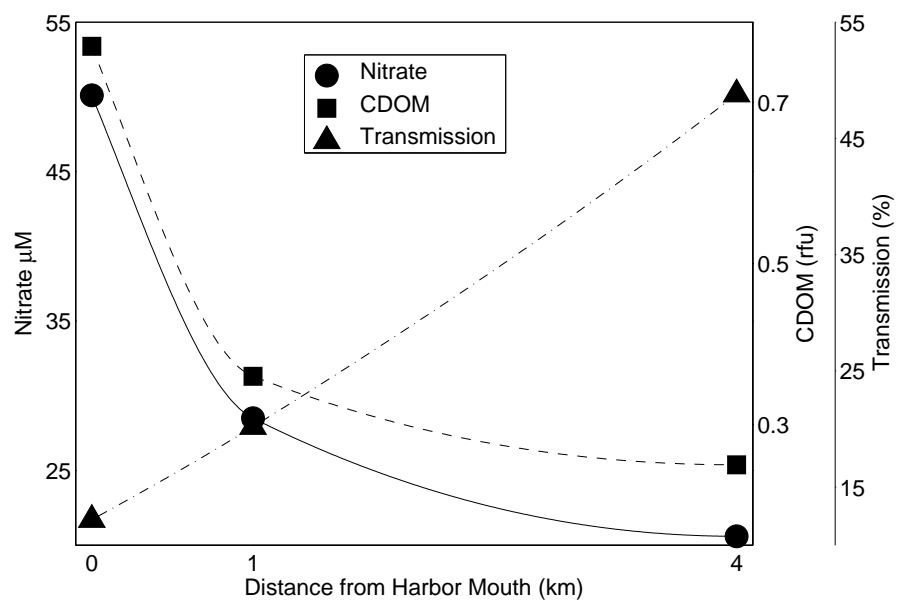 55
45
35
25
Nitrate µM
Nitrate
CDOM
Transmission
0.7
0.5
0.3
CDOM (rfu)
55
45
35
25
15
Transmission (%)
0
1
4
Distance from Harbor Mouth (km)